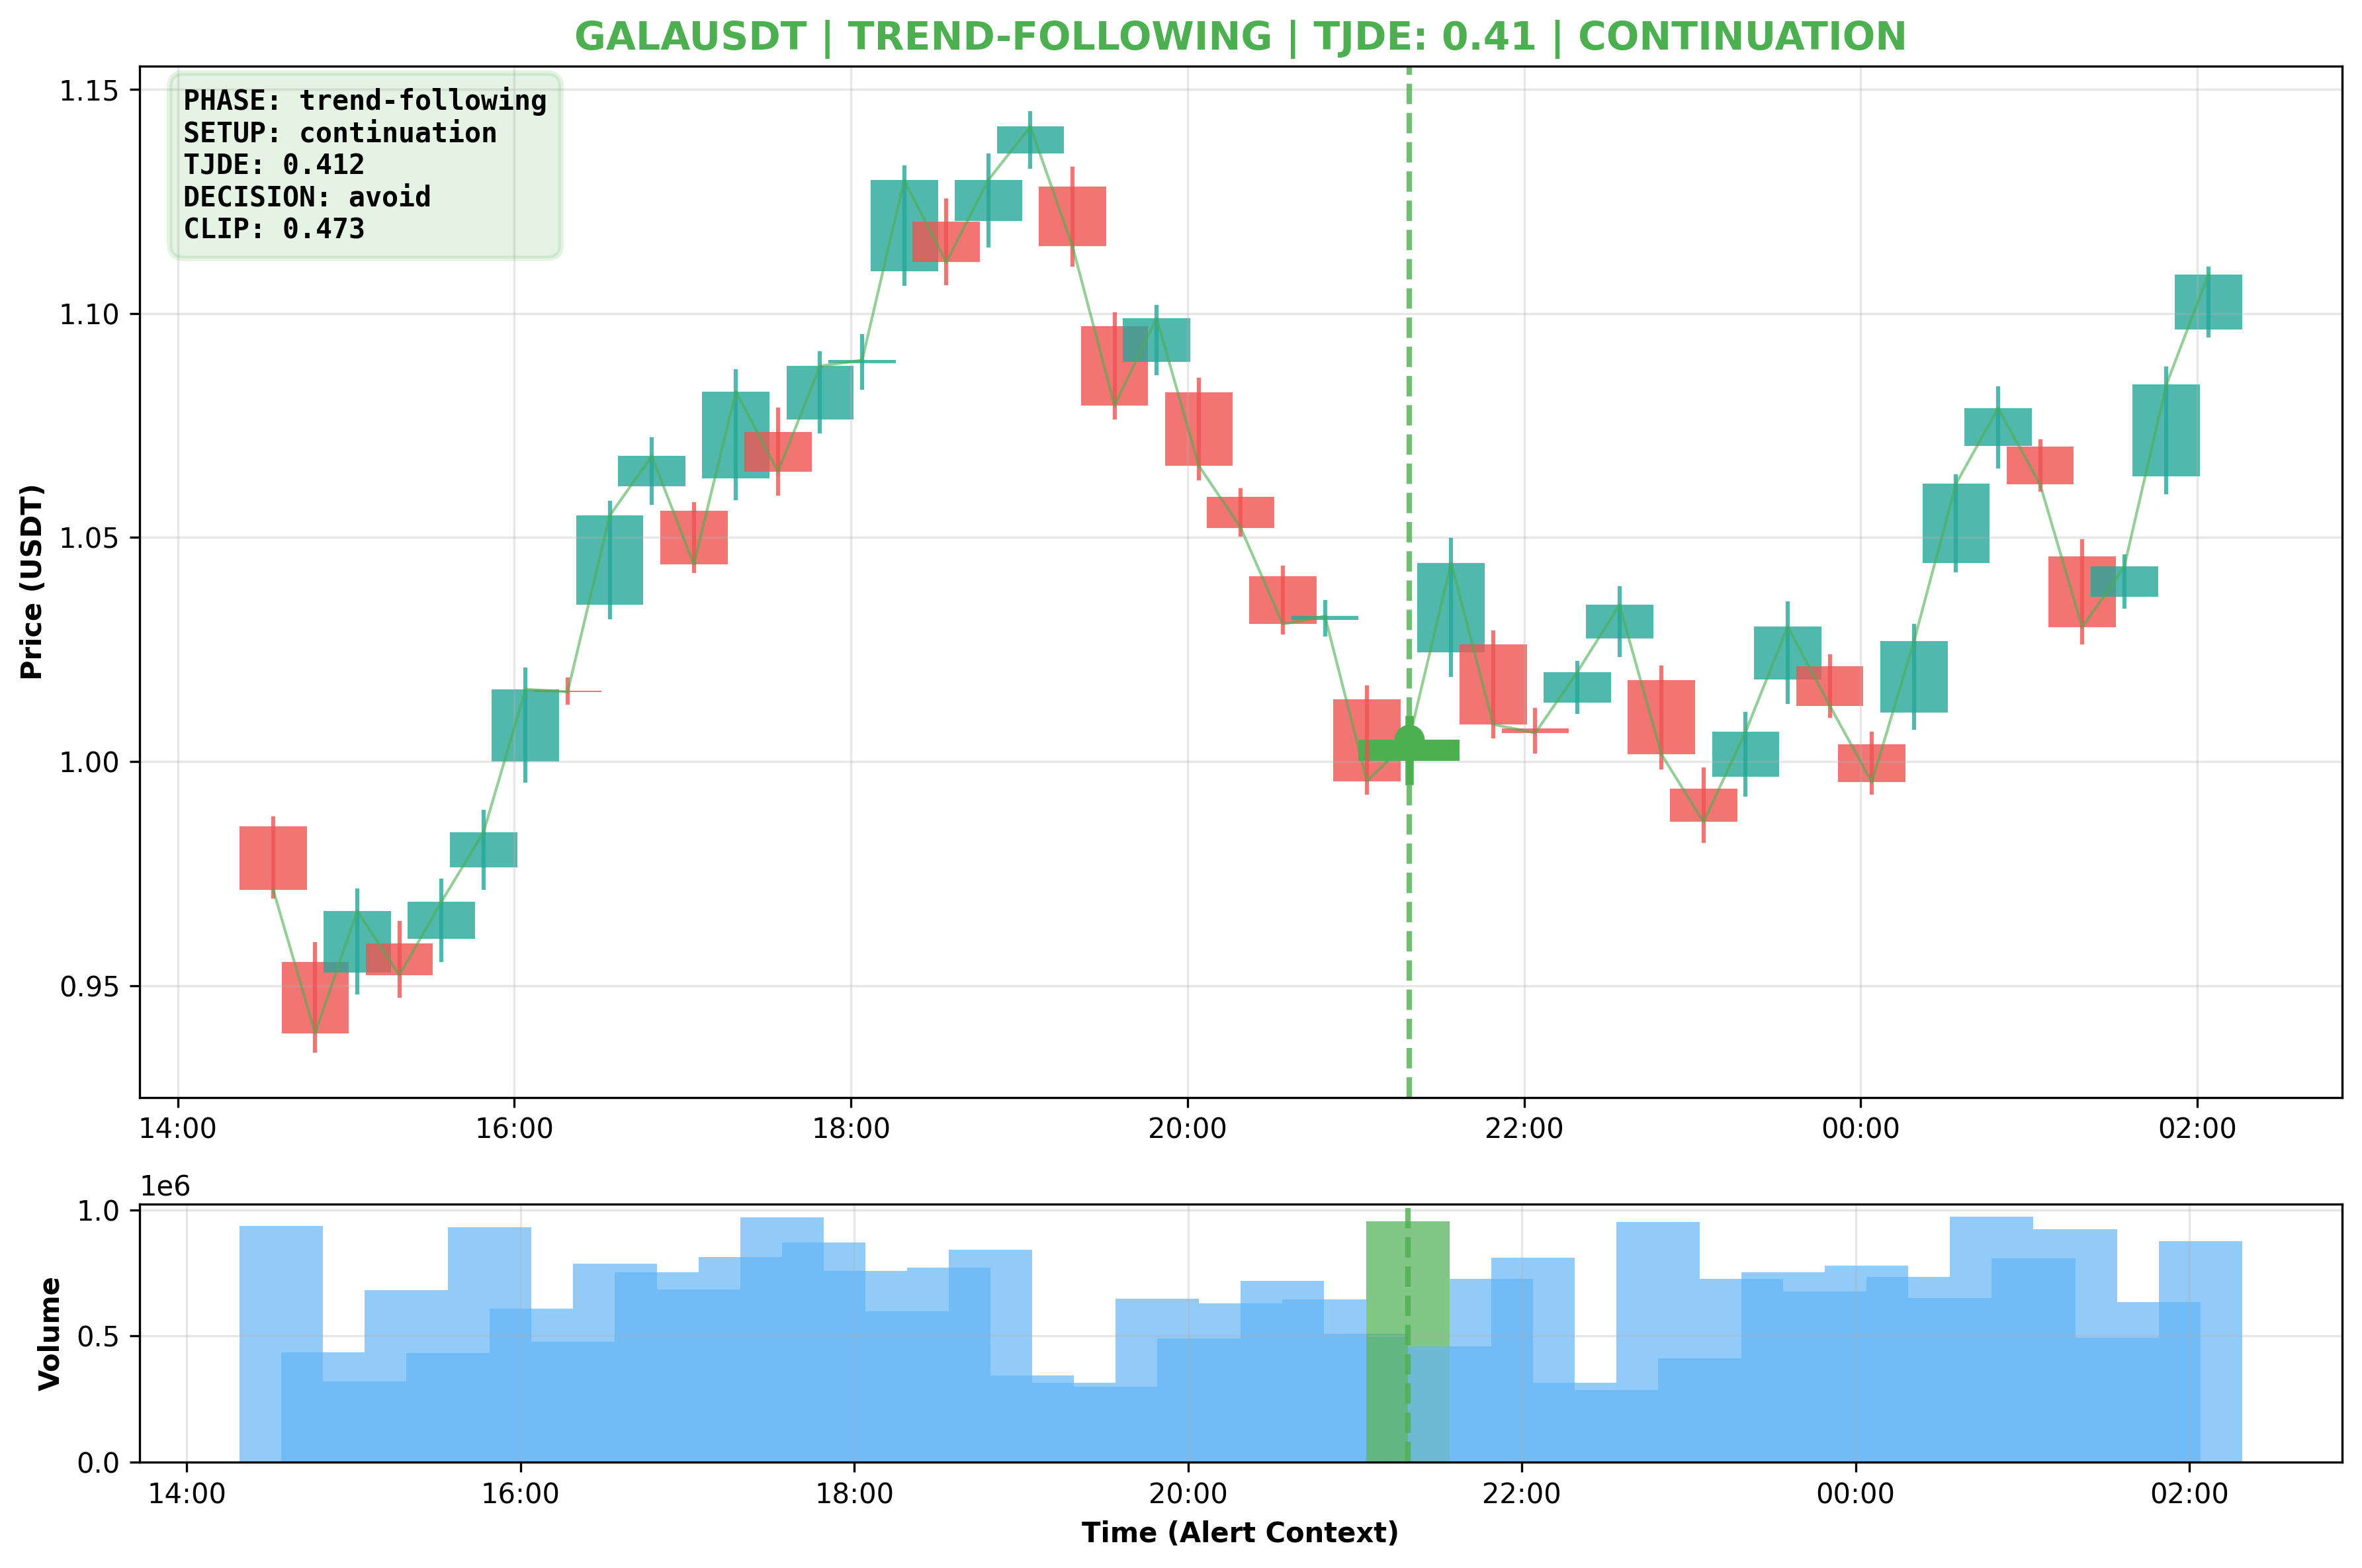 GALAUSDT | TREND-FOLLOWING | TJDE: 0.41 | CONTINUATION
PHASE: trend-following
SETUP: continuation
TJDE: 0.412
DECISION: avoid
CLIP: 0.473
Price (USDT)
1.15
1.10
1.05
1.00
0.95
14:00 16:00 18:00 20:00 22:00 00:00 02:00
1e6
Volume
1.0
0.5
0.0
14:00 16:00 18:00 20:00 22:00 00:00 02:00
Time (Alert Context)